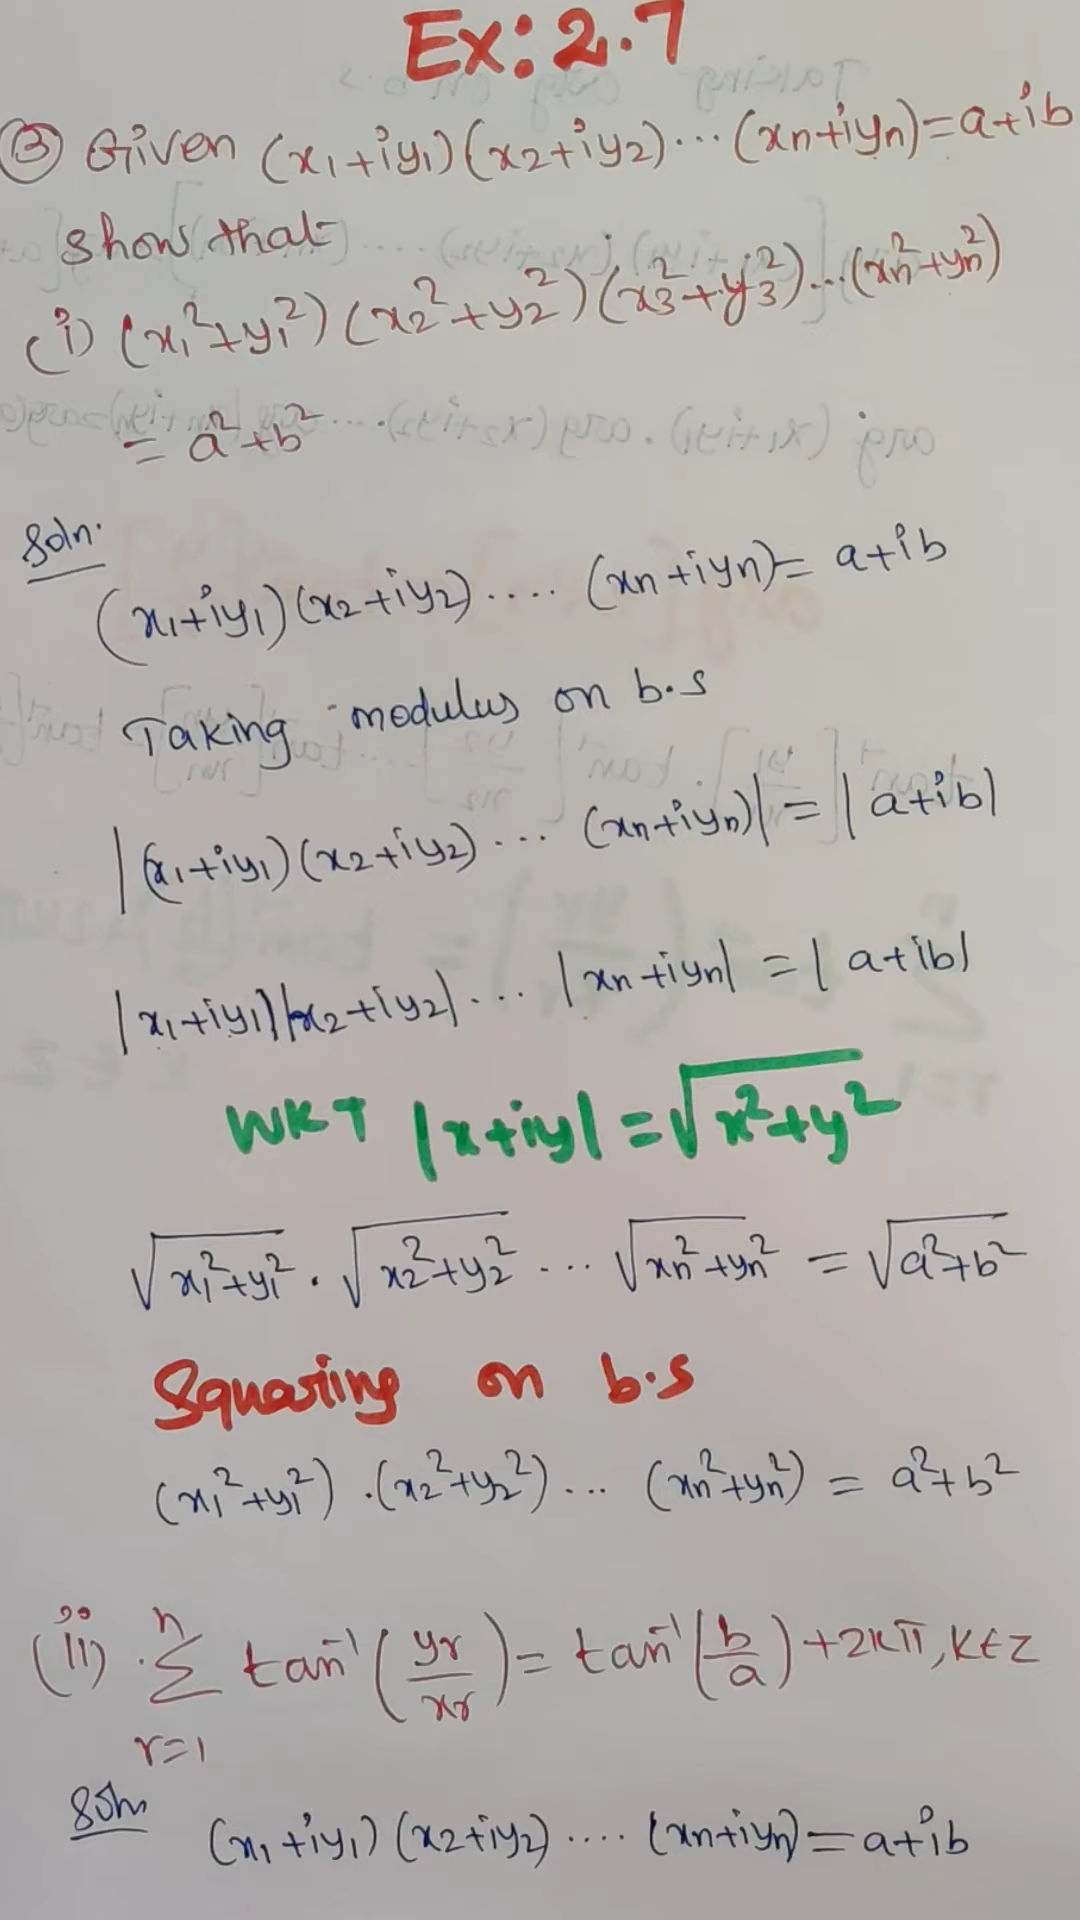 Ex: 2.7
③ Given (x₁+iy₁)(x₂+iy₂)...(xn+iyn)=a+ib
show that
(i) (x₁²+y₁²)(x₂²+y₂²)(x₃²+y₃²)...(xn²+yn²)
= a²+b²
Soln.
(x₁+iy₁)(x₂+iy₂)....(xn+iyn)= a+ib
Taking modulus on b.s
|(x₁+iy₁)(x₂+iy₂)...(xn+iyn)|=|a+ib|
|x₁+iy₁||x₂+iy₂|...|xn+iyn|=|a+ib|
WKT |x+iy|=√x²+y²
√x₁²+y₁² . √x₂²+y₂² ... √xn²+yn² = √a²+b²
Squaring on b.s
(x₁²+y₁²).(x₂²+y₂²)... (xn²+yn²) = a²+b²
(ii) n∑r=1 tan⁻¹(yr/xr)= tan⁻¹(b/a)+2kπ, k∈Z
Soln
(x₁+iy₁)(x₂+iy₂)....(xn+iyn)=a+ib